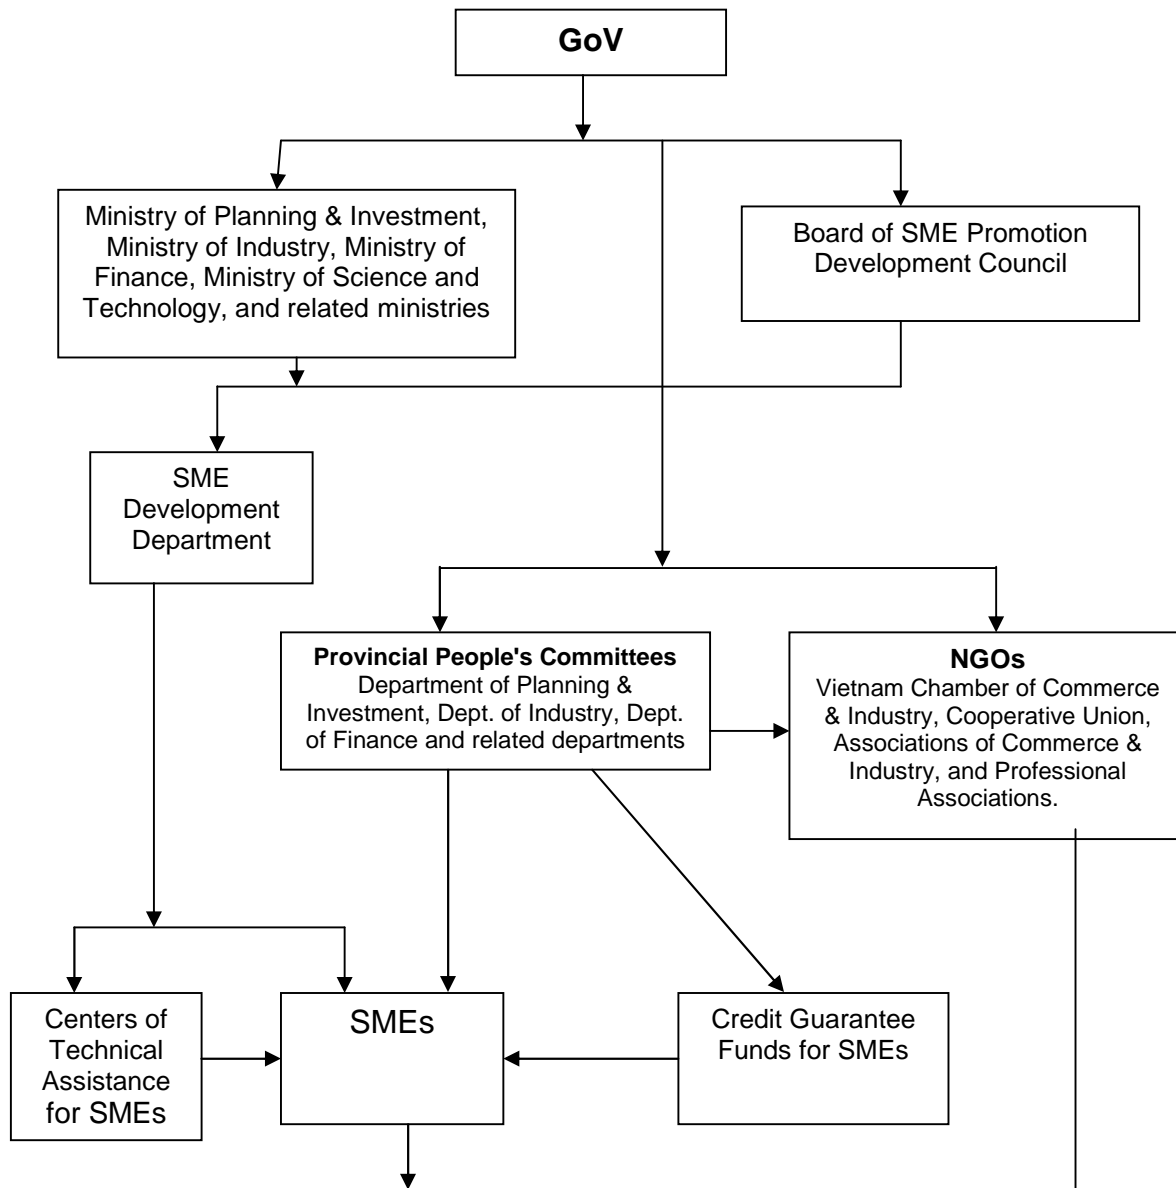 GoV
Ministry of Planning & Investment,
Ministry of Industry, Ministry of
Finance, Ministry of Science and
Technology, and related ministries
Board of SME Promotion
Development Council
SME
Development
Department
Provincial People's Committees
Department of Planning &
Investment, Dept. of Industry, Dept.
of Finance and related departments
NGOs
Vietnam Chamber of Commerce
& Industry, Cooperative Union,
Associations of Commerce &
Industry, and Professional
Associations.
Centers of
Technical
Assistance
for SMEs
SMEs
Credit Guarantee
Funds for SMEs